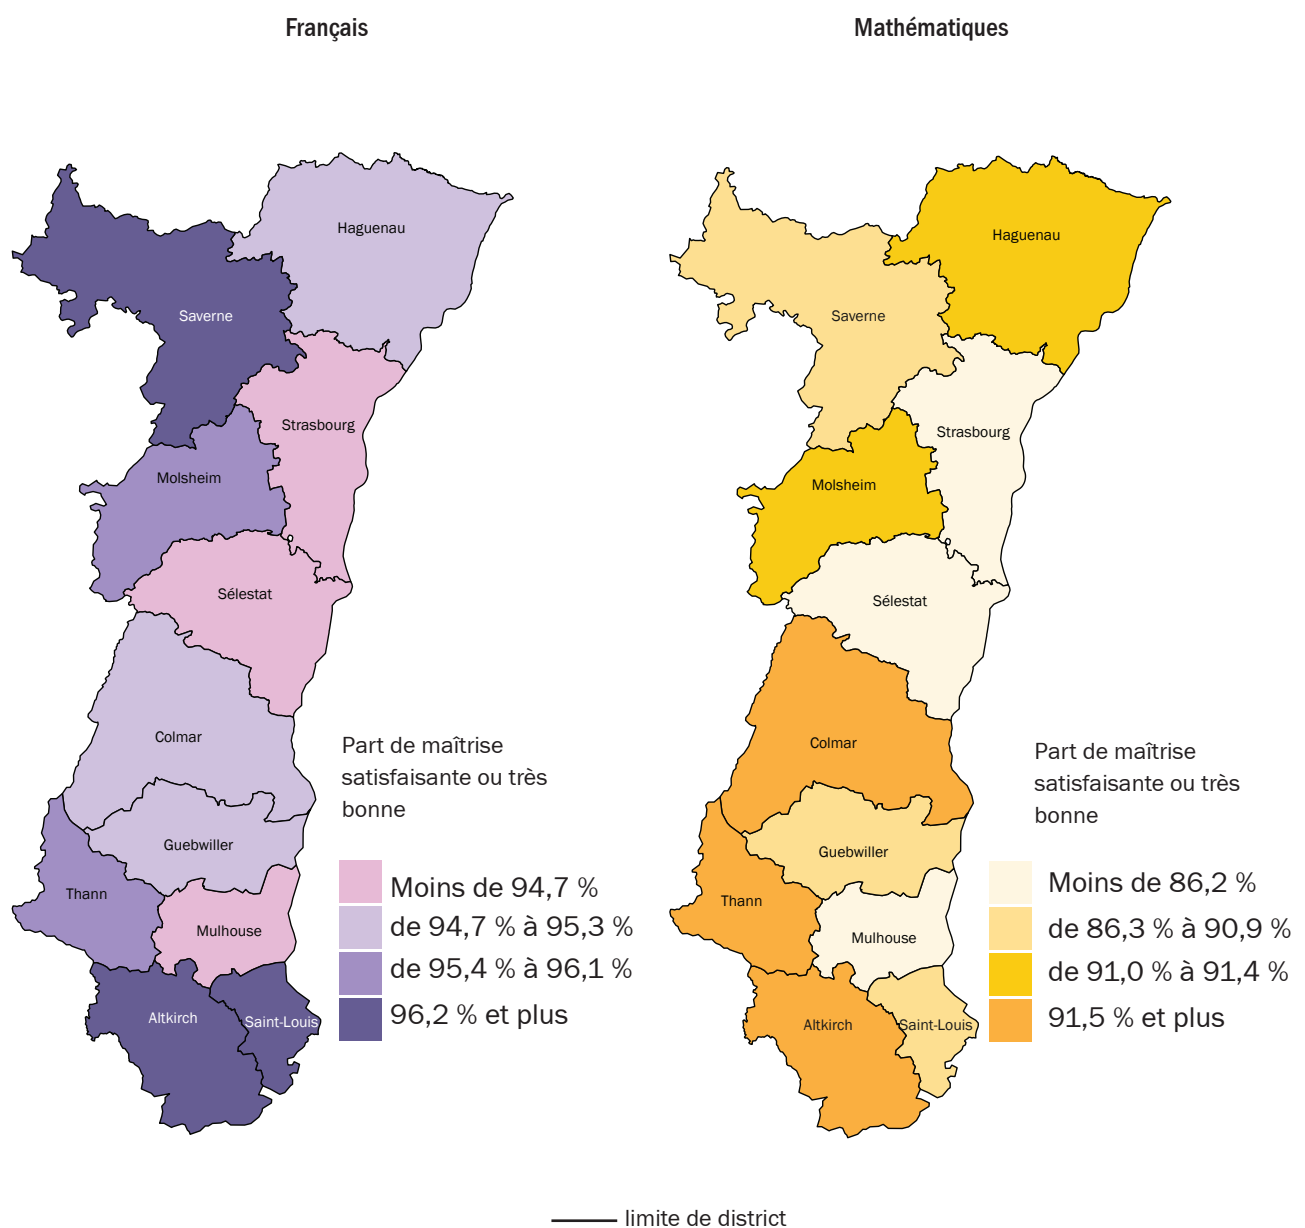 Français
Haguenau
Saverne
Strasbourg
Molsheim
Sélestat
Colmar
Guebwiller
Thann
Mulhouse
Altkirch
Saint-Louis
Part de maîtrise
satisfaisante ou très
bonne
Moins de 94,7 %
de 94,7 % à 95,3 %
de 95,4 % à 96,1 %
96,2 % et plus
Mathématiques
Haguenau
Saverne
Strasbourg
Molsheim
Sélestat
Colmar
Guebwiller
Thann
Mulhouse
Altkirch
Saint-Louis
Part de maîtrise
satisfaisante ou très
bonne
Moins de 86,2 %
de 86,3 % à 90,9 %
de 91,0 % à 91,4 %
91,5 % et plus
limite de district